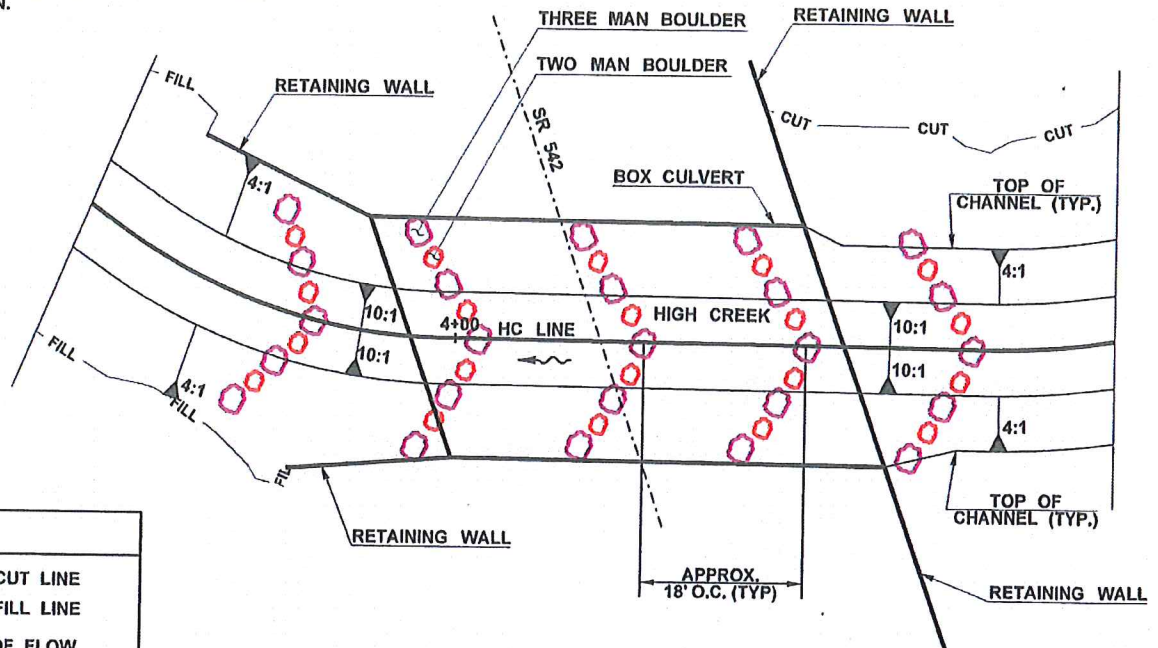 N.
THREE MAN BOULDER
RETAINING WALL
TWO MAN BOULDER
FILL
RETAINING WALL
SR 542
CUT
CUT
CUT
BOX CULVERT
TOP OF
CHANNEL (TYP.)
4:1
4:1
10:1
4+00
HC LINE
HIGH CREEK
10:1
10:1
10:1
FILL
4:1
FILL
4:1
FIL
TOP OF
CHANNEL (TYP.)
RETAINING WALL
APPROX.
18' O.C. (TYP)
RETAINING WALL
CUT LINE
FILL LINE
OF FLOW